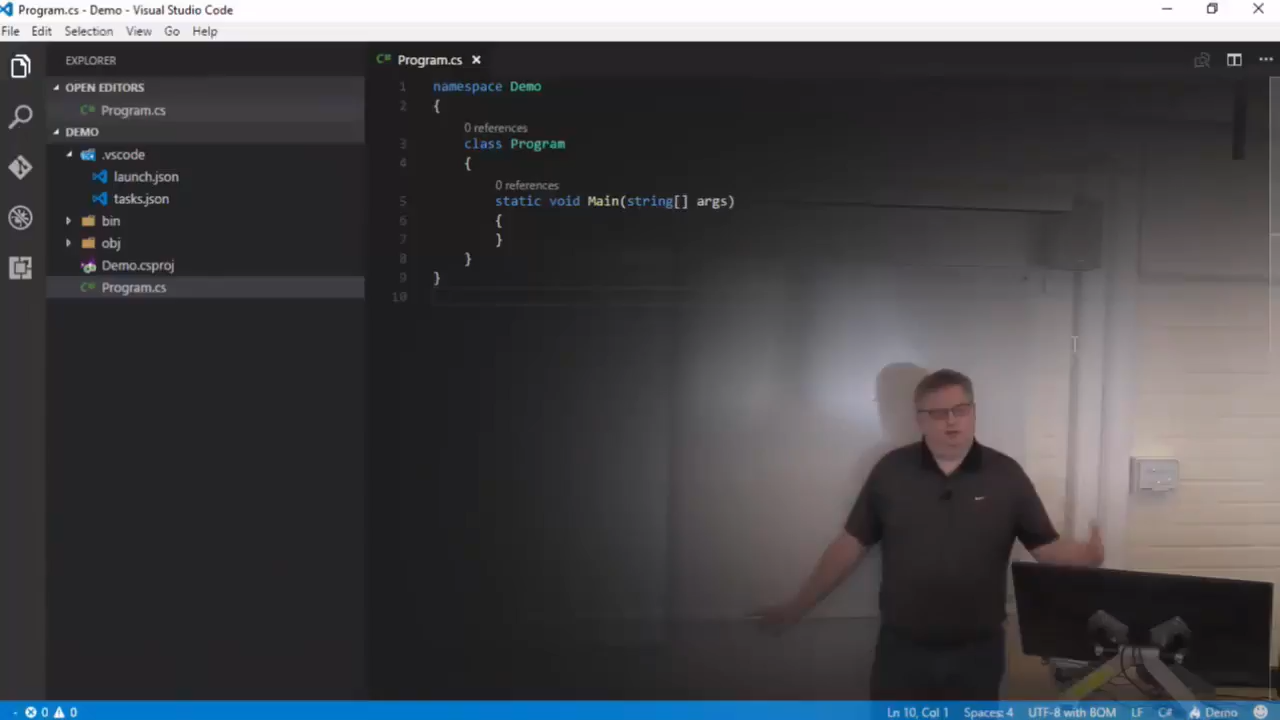 Program.cs - Demo - Visual Studio Code
File Edit Selection View Go Help
EXPLORER
OPEN EDITORS
C# Program.cs
DEMO
.vscode
launch.json
tasks.json
bin
obj
Demo.csproj
C# Program.cs
C# Program.cs
1 namespace Demo
2 {
0 references
3 class Program
4 {
0 references
5 static void Main(string[] args)
6 {
7 }
8 }
9 }
10
0 0
Ln 10, Col 1 Spaces: 4 UTF-8 with BOM LF C# Demo